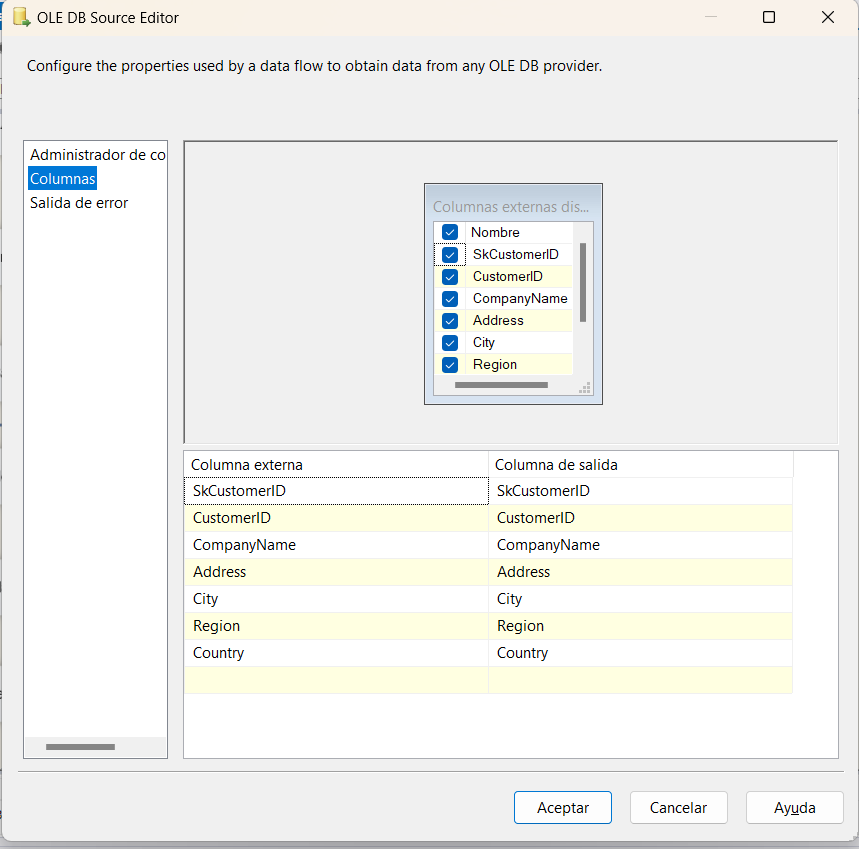 OLE DB Source Editor
Configure the properties used by a data flow to obtain data from any OLE DB provider.
Administrador de co
Columnas
Salida de error
Columnas externas dis...
Nombre
SkCustomerID
CustomerID
CompanyName
Address
City
Region
Columna externa Columna de salida
SkCustomerID SkCustomerID
CustomerID CustomerID
CompanyName CompanyName
Address Address
City City
Region Region
Country Country
Aceptar Cancelar Ayuda